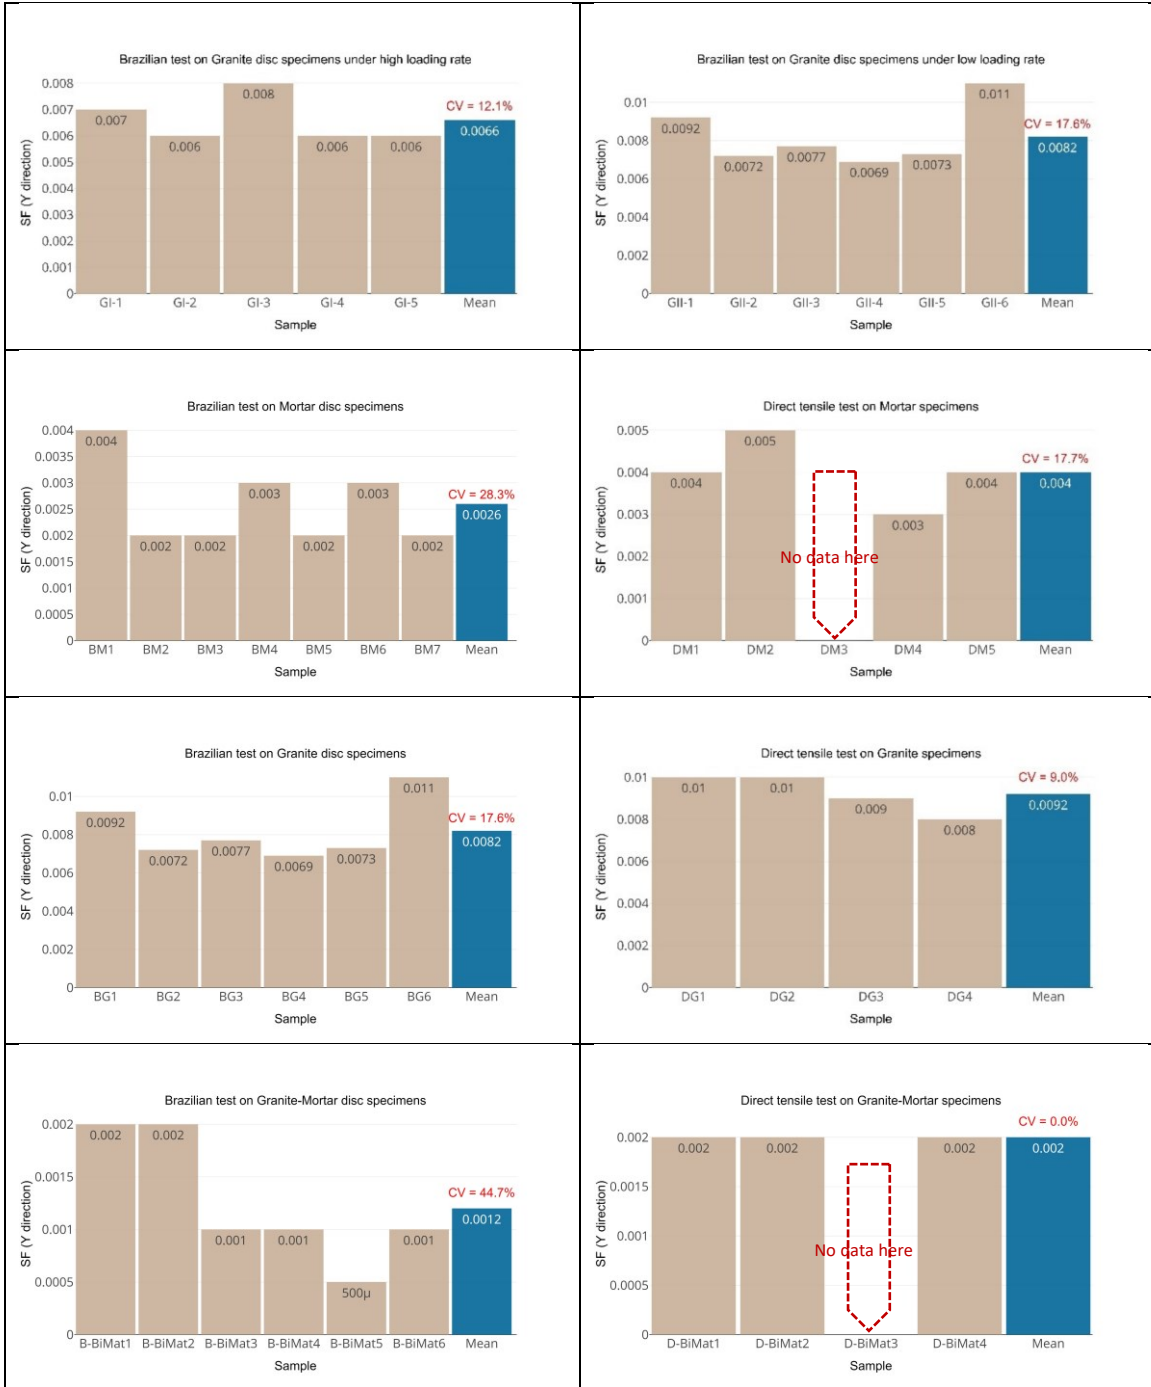 Brazilian test on Granite disc specimens under high loading rate
0.008
0.007
0.006
0.005
0.004
0.003
0.002
0.001
0
SF (Y direction)
0.007
0.006
0.008
0.006
0.006
CV = 12.1%
0.0066
GI-1 GI-2 GI-3 GI-4 GI-5 Mean
Sample
Brazilian test on Granite disc specimens under low loading rate
0.01
0.008
0.006
0.004
0.002
0
SF (Y direction)
0.0092
0.0072
0.0077
0.0069
0.0073
0.011
CV = 17.6%
0.0082
GII-1 GII-2 GII-3 GII-4 GII-5 GII-6 Mean
Sample
Brazilian test on Mortar disc specimens
0.004
0.0035
0.003
0.0025
0.002
0.0015
0.001
0.0005
0
SF (Y direction)
0.004
0.002
0.002
0.003
0.002
0.003
0.002
CV = 28.3%
0.0026
BM1 BM2 BM3 BM4 BM5 BM6 BM7 Mean
Sample
Direct tensile test on Mortar specimens
0.005
0.004
0.003
0.002
0.001
0
SF (Y direction)
0.004
0.005
No data here
0.003
0.004
CV = 17.7%
0.004
DM1 DM2 DM3 DM4 DM5 Mean
Sample
Brazilian test on Granite disc specimens
0.01
0.008
0.006
0.004
0.002
0
SF (Y direction)
0.0092
0.0072
0.0077
0.0069
0.0073
0.011
CV = 17.6%
0.0082
BG1 BG2 BG3 BG4 BG5 BG6 Mean
Sample
Direct tensile test on Granite specimens
0.01
0.008
0.006
0.004
0.002
0
SF (Y direction)
0.01
0.01
0.009
0.008
CV = 9.0%
0.0092
DG1 DG2 DG3 DG4 Mean
Sample
Brazilian test on Granite-Mortar disc specimens
0.002
0.0015
0.001
0.0005
0
SF (Y direction)
0.002
0.002
0.001
0.001
500µ
0.001
CV = 44.7%
0.0012
B-BiMat1 B-BiMat2 B-BiMat3 B-BiMat4 B-BiMat5 B-BiMat6 Mean
Sample
Direct tensile test on Granite-Mortar specimens
0.002
0.0015
0.001
0.0005
0
SF (Y direction)
0.002
0.002
No data here
0.002
CV = 0.0%
0.002
D-BiMat1 D-BiMat2 D-BiMat3 D-BiMat4 Mean
Sample